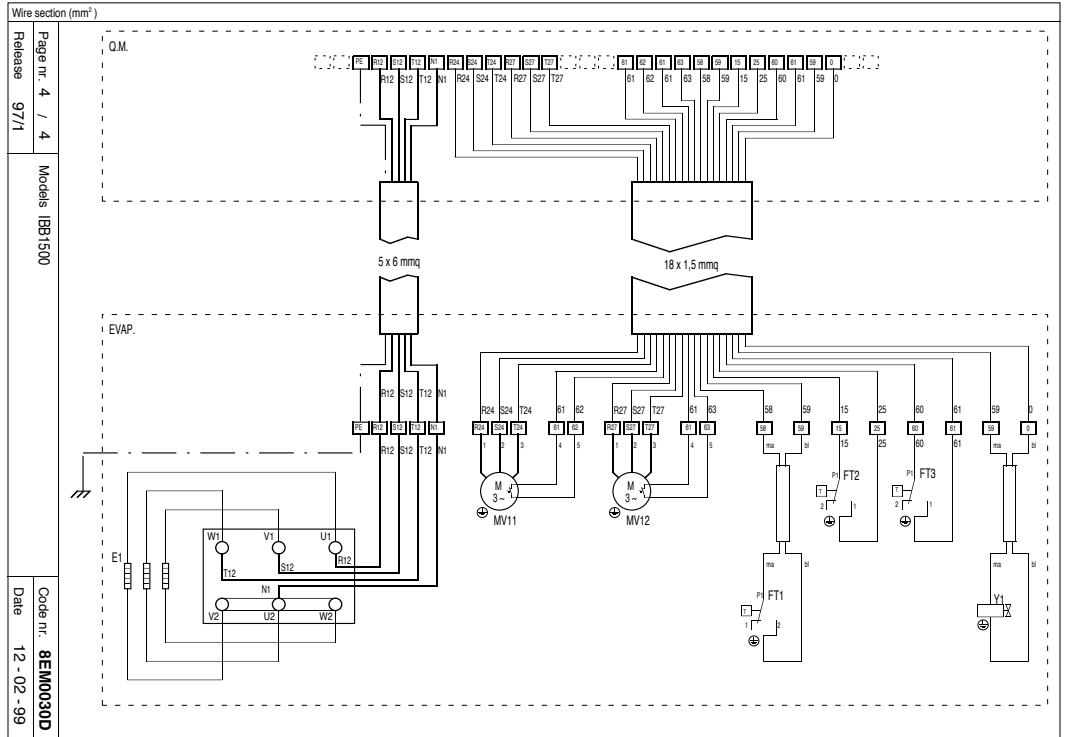 Wire section (mm²)
Page nr. 4 / 4
Release 97/1
Models IBB1500
Code nr. 8EM0030D
Date 12 - 02 - 99
Q.M.
PE R12 S12 T12 N1 R24 S24 T24 R27 S27 T27 61 62 61 63 58 59 15 25 60 61 59 0
R12 S12 T12 N1 R24 S24 T24 R27 S27 T27 61 62 61 63 58 59 15 25 60 61 59 0
5 x 6 mmq
18 x 1,5 mmq
EVAP.
R12 S12 T12 N1 R24 S24 T24 61 62 R27 S27 T27 61 63 58 59 15 25 60 61 59 0
PE R12 S12 T12 N1 R24 S24 T24 61 62 R27 S27 T27 61 63 58 59 15 25 60 61 59 0
R12 S12 T12 N1 1 2 3 4 5 1 2 3 4 5 ma bl 15 25 60 61 ma bl
M
3 ~
MV11
M
3 ~
MV12
P1 FT2
T
2 1
P1 FT3
T
2 1
W1 V1 U1
E1
T12 S12 R12
N1
V2 U2 W2
ma bl
P1 FT1
T
1 2
ma bl
Y1